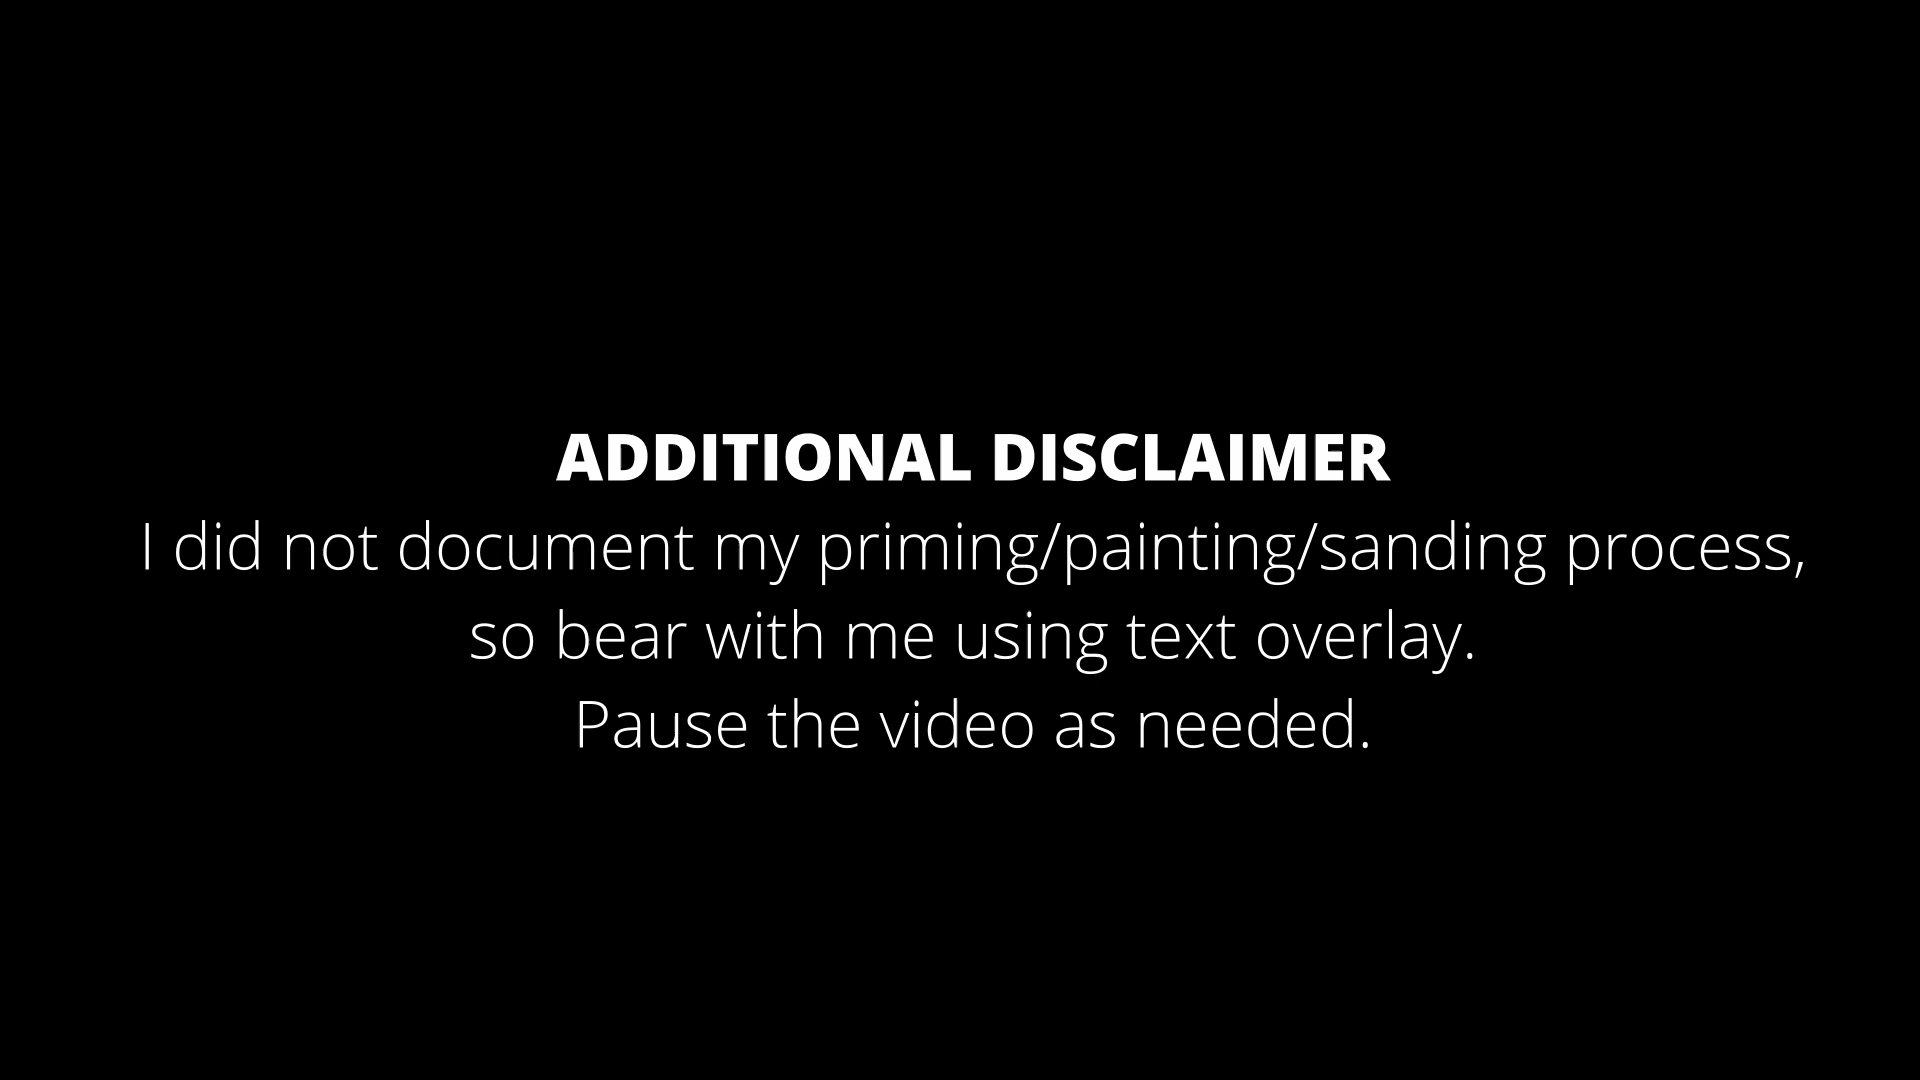 ADDITIONAL DISCLAIMER
I did not document my priming/painting/sanding process,
so bear with me using text overlay.
Pause the video as needed.